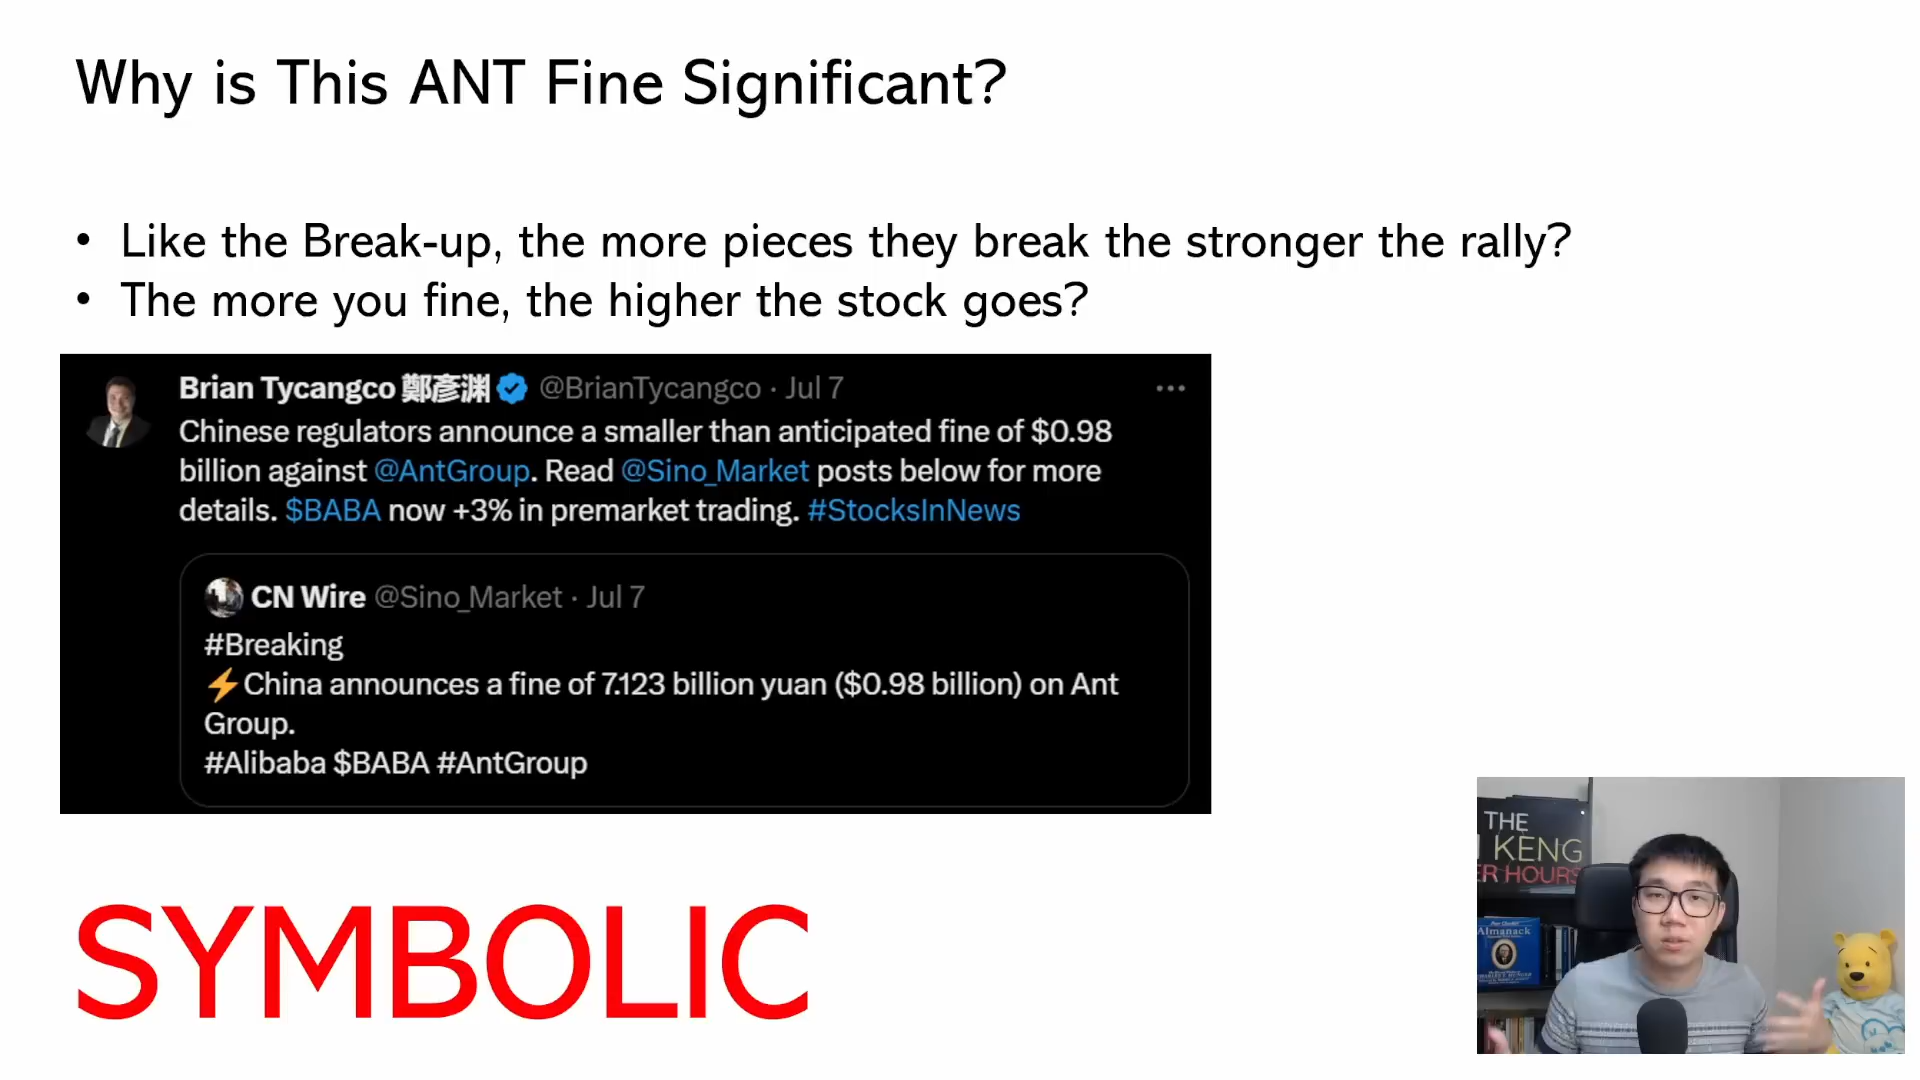 Why is This ANT Fine Significant?
• Like the Break-up, the more pieces they break the stronger the rally?
• The more you fine, the higher the stock goes?
Brian Tycangco 鄭彥渊 @BrianTycangco · Jul 7
Chinese regulators announce a smaller than anticipated fine of $0.98
billion against @AntGroup. Read @Sino_Market posts below for more
details. $BABA now +3% in premarket trading. #StocksInNews
CN Wire @Sino_Market · Jul 7
#Breaking
⚡China announces a fine of 7.123 billion yuan ($0.98 billion) on Ant
Group.
#Alibaba $BABA #AntGroup
SYMBOLIC
THE
KENG
HOURS
Almanack